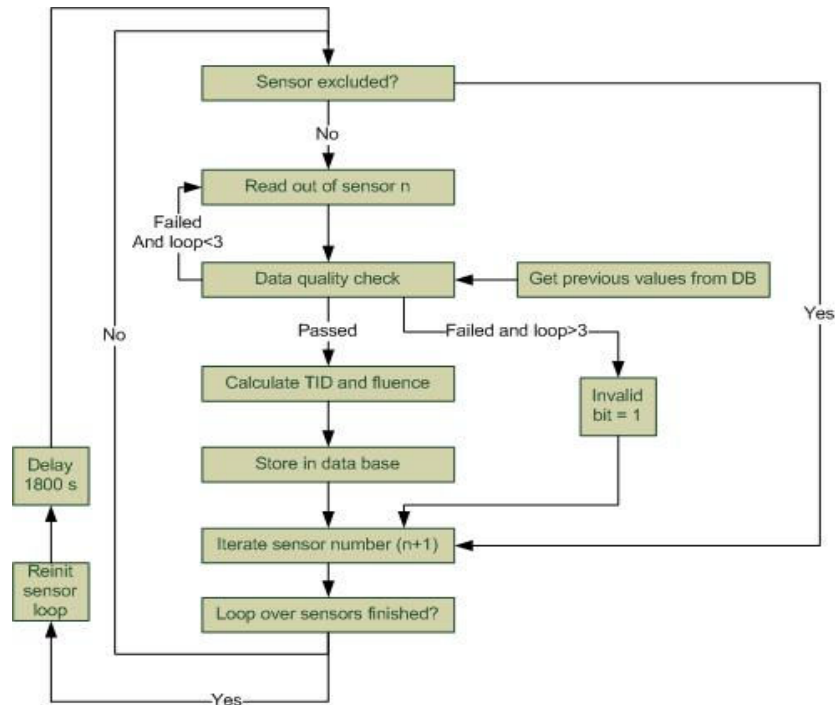 Sensor excluded?
No
Read out of sensor n
Failed
And loop<3
Data quality check
Get previous values from DB
Yes
No
Passed
Failed and loop>3
Calculate TID and fluence
Invalid
bit = 1
Delay
1800 s
Store in data base
Iterate sensor number (n+1)
Reinit
sensor
loop
Loop over sensors finished?
Yes